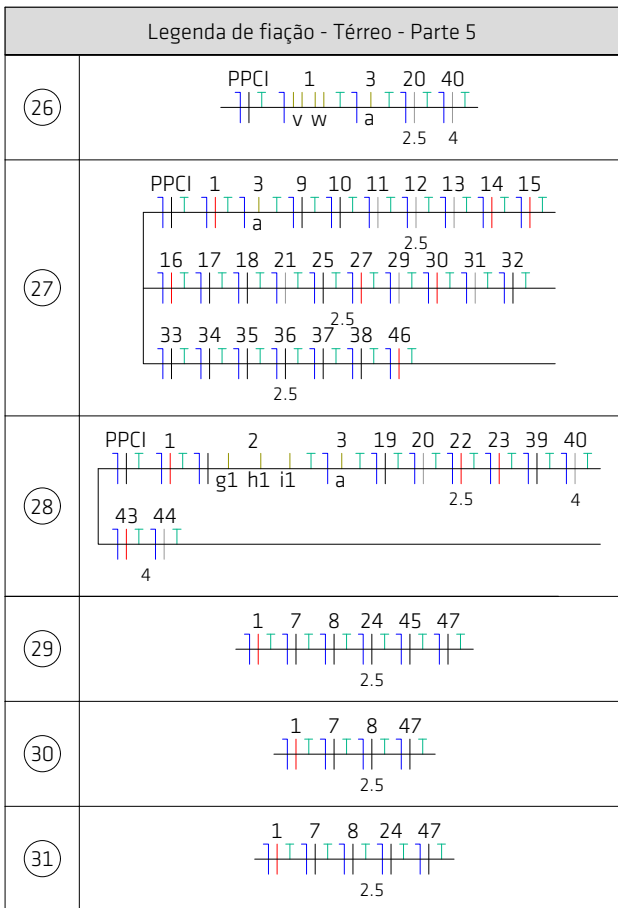 Legenda de fiação - Térreo - Parte 5
26
PPCI 1 3 20 40
v w a
2.5 4
27
PPCI 1 3 9 10 11 12 13 14 15
a
2.5
16 17 18 21 25 27 29 30 31 32
2.5
33 34 35 36 37 38 46
2.5
28
PPCI 1 2 3 19 20 22 23 39 40
g1 h1 i1 a
2.5 4
43 44
4
29
1 7 8 24 45 47
2.5
30
1 7 8 47
2.5
31
1 7 8 24 47
2.5